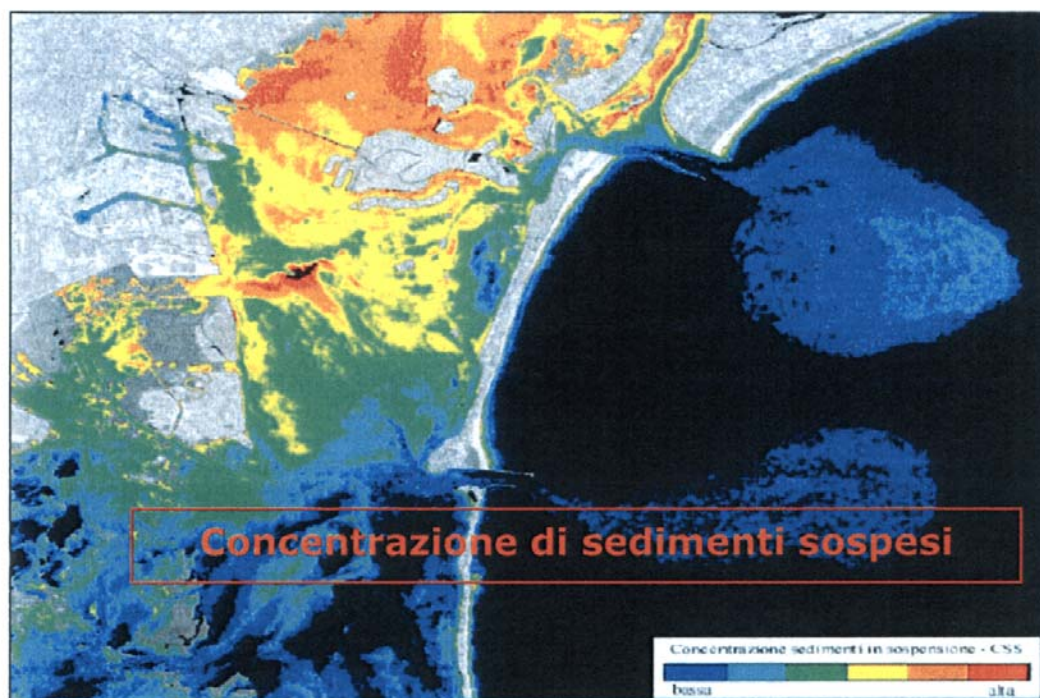 Concentrazione di sedimenti sospesi
Concentrazione sedimenti in sospensione - CSS
bassa alta